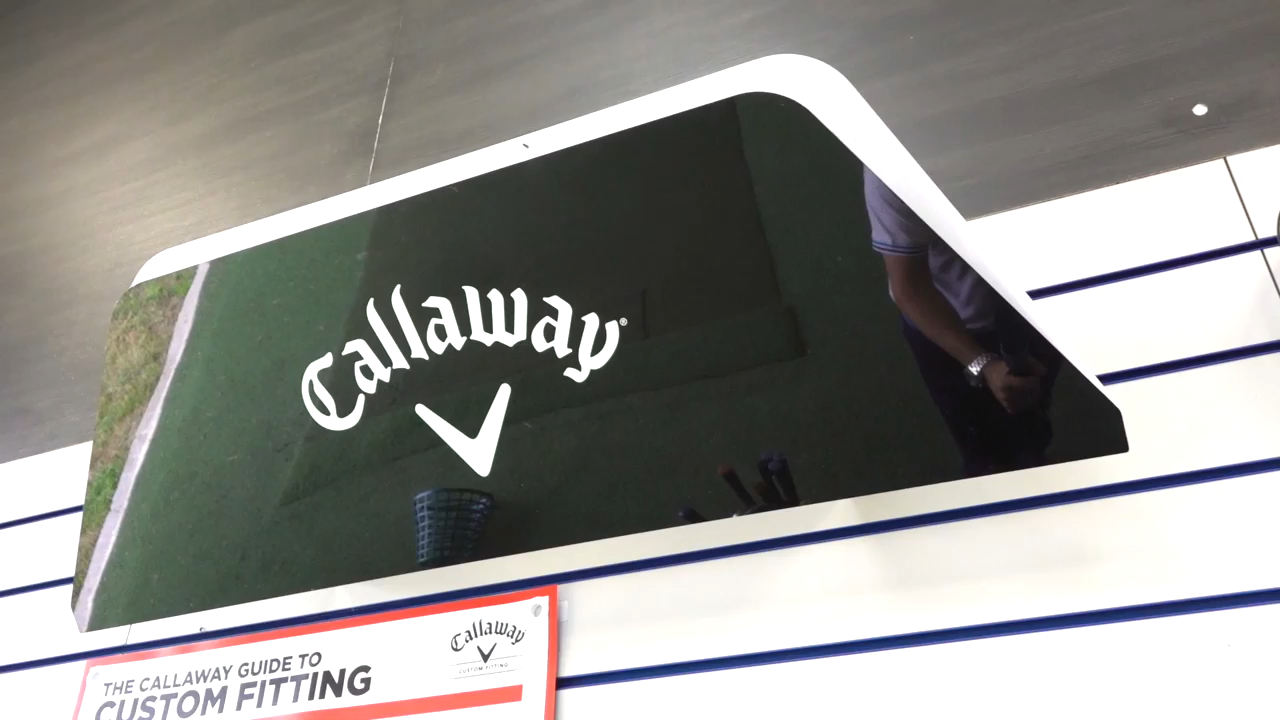 Callaway®
Callaway
CUSTOM FITTING
THE CALLAWAY GUIDE TO
CUSTOM FITTING